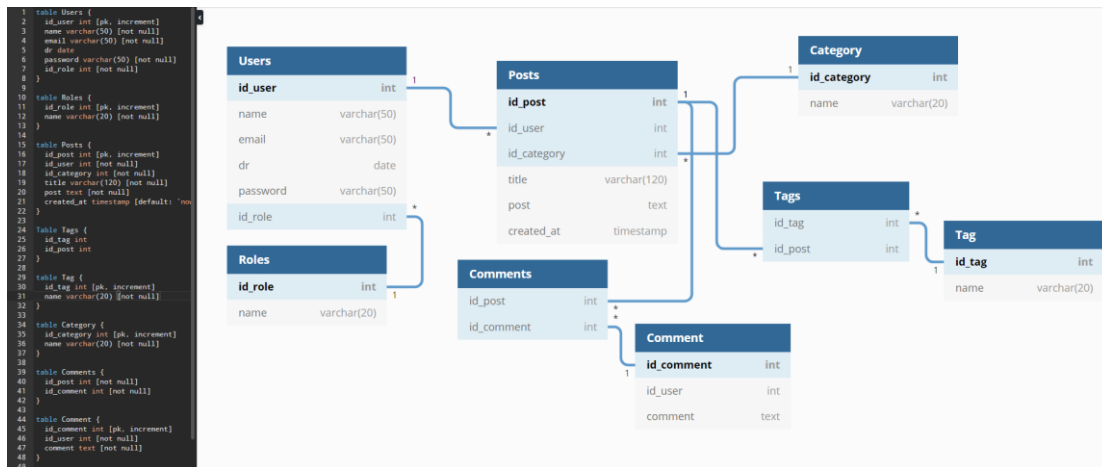 1 table Users {
2 id_user int [pk, increment]
3 name varchar(50) [not null]
4 email varchar(50) [not null]
5 dr date
6 password varchar(50) [not null]
7 id_role int [not null]
8 }
9
10 table Roles {
11 id_role int [pk, increment]
12 name varchar(20) [not null]
13 }
14
15 table Posts {
16 id_post int [pk, increment]
17 id_user int [not null]
18 id_category int [not null]
19 title varchar(120) [not null]
20 post text [not null]
21 created_at timestamp [default: `now
22 }
23
24 Table Tags {
25 id_tag int
26 id_post int
27 }
28
29 table Tag {
30 id_tag int [pk, increment]
31 name varchar(20) [not null]
32 }
33
34 table Category {
35 id_category int [pk, increment]
36 name varchar(20) [not null]
37 }
38
39 table Comments {
40 id_post int [not null]
41 id_comment int [not null]
42 }
43
44 table Comment {
45 id_comment int [pk, increment]
46 id_user int [not null]
47 comment text [not null]
48 }
49
Users
id_user int 1
name varchar(50)
email varchar(50)
dr date
password varchar(50)
id_role int *
Roles
id_role int 1
name varchar(20)
Posts
id_post int 1
* id_user int
id_category int *
title varchar(120)
post text
created_at timestamp
Comments
id_post int *
id_comment int *
Comment
1 id_comment int
id_user int
comment text
Category
1 id_category int
name varchar(20)
Tags
id_tag int *
* id_post int
Tag
1 id_tag int
name varchar(20)